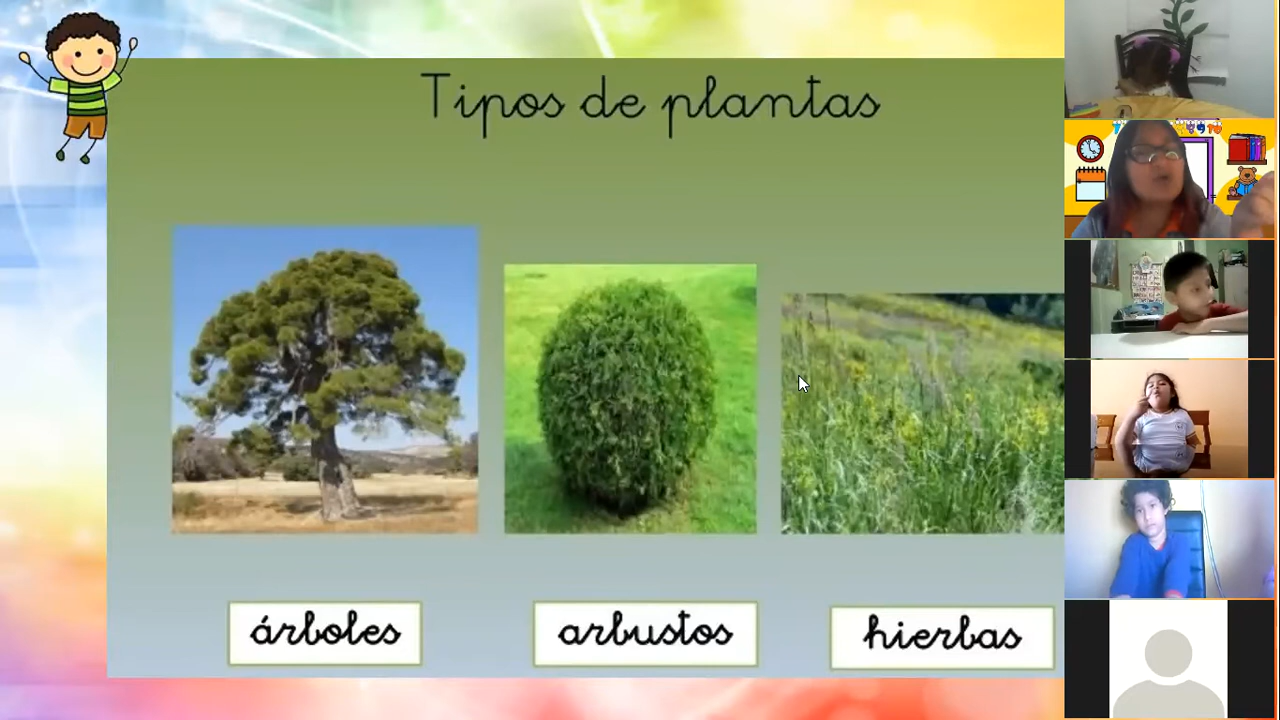 Tipos de plantas
árboles
arbustos
hierbas